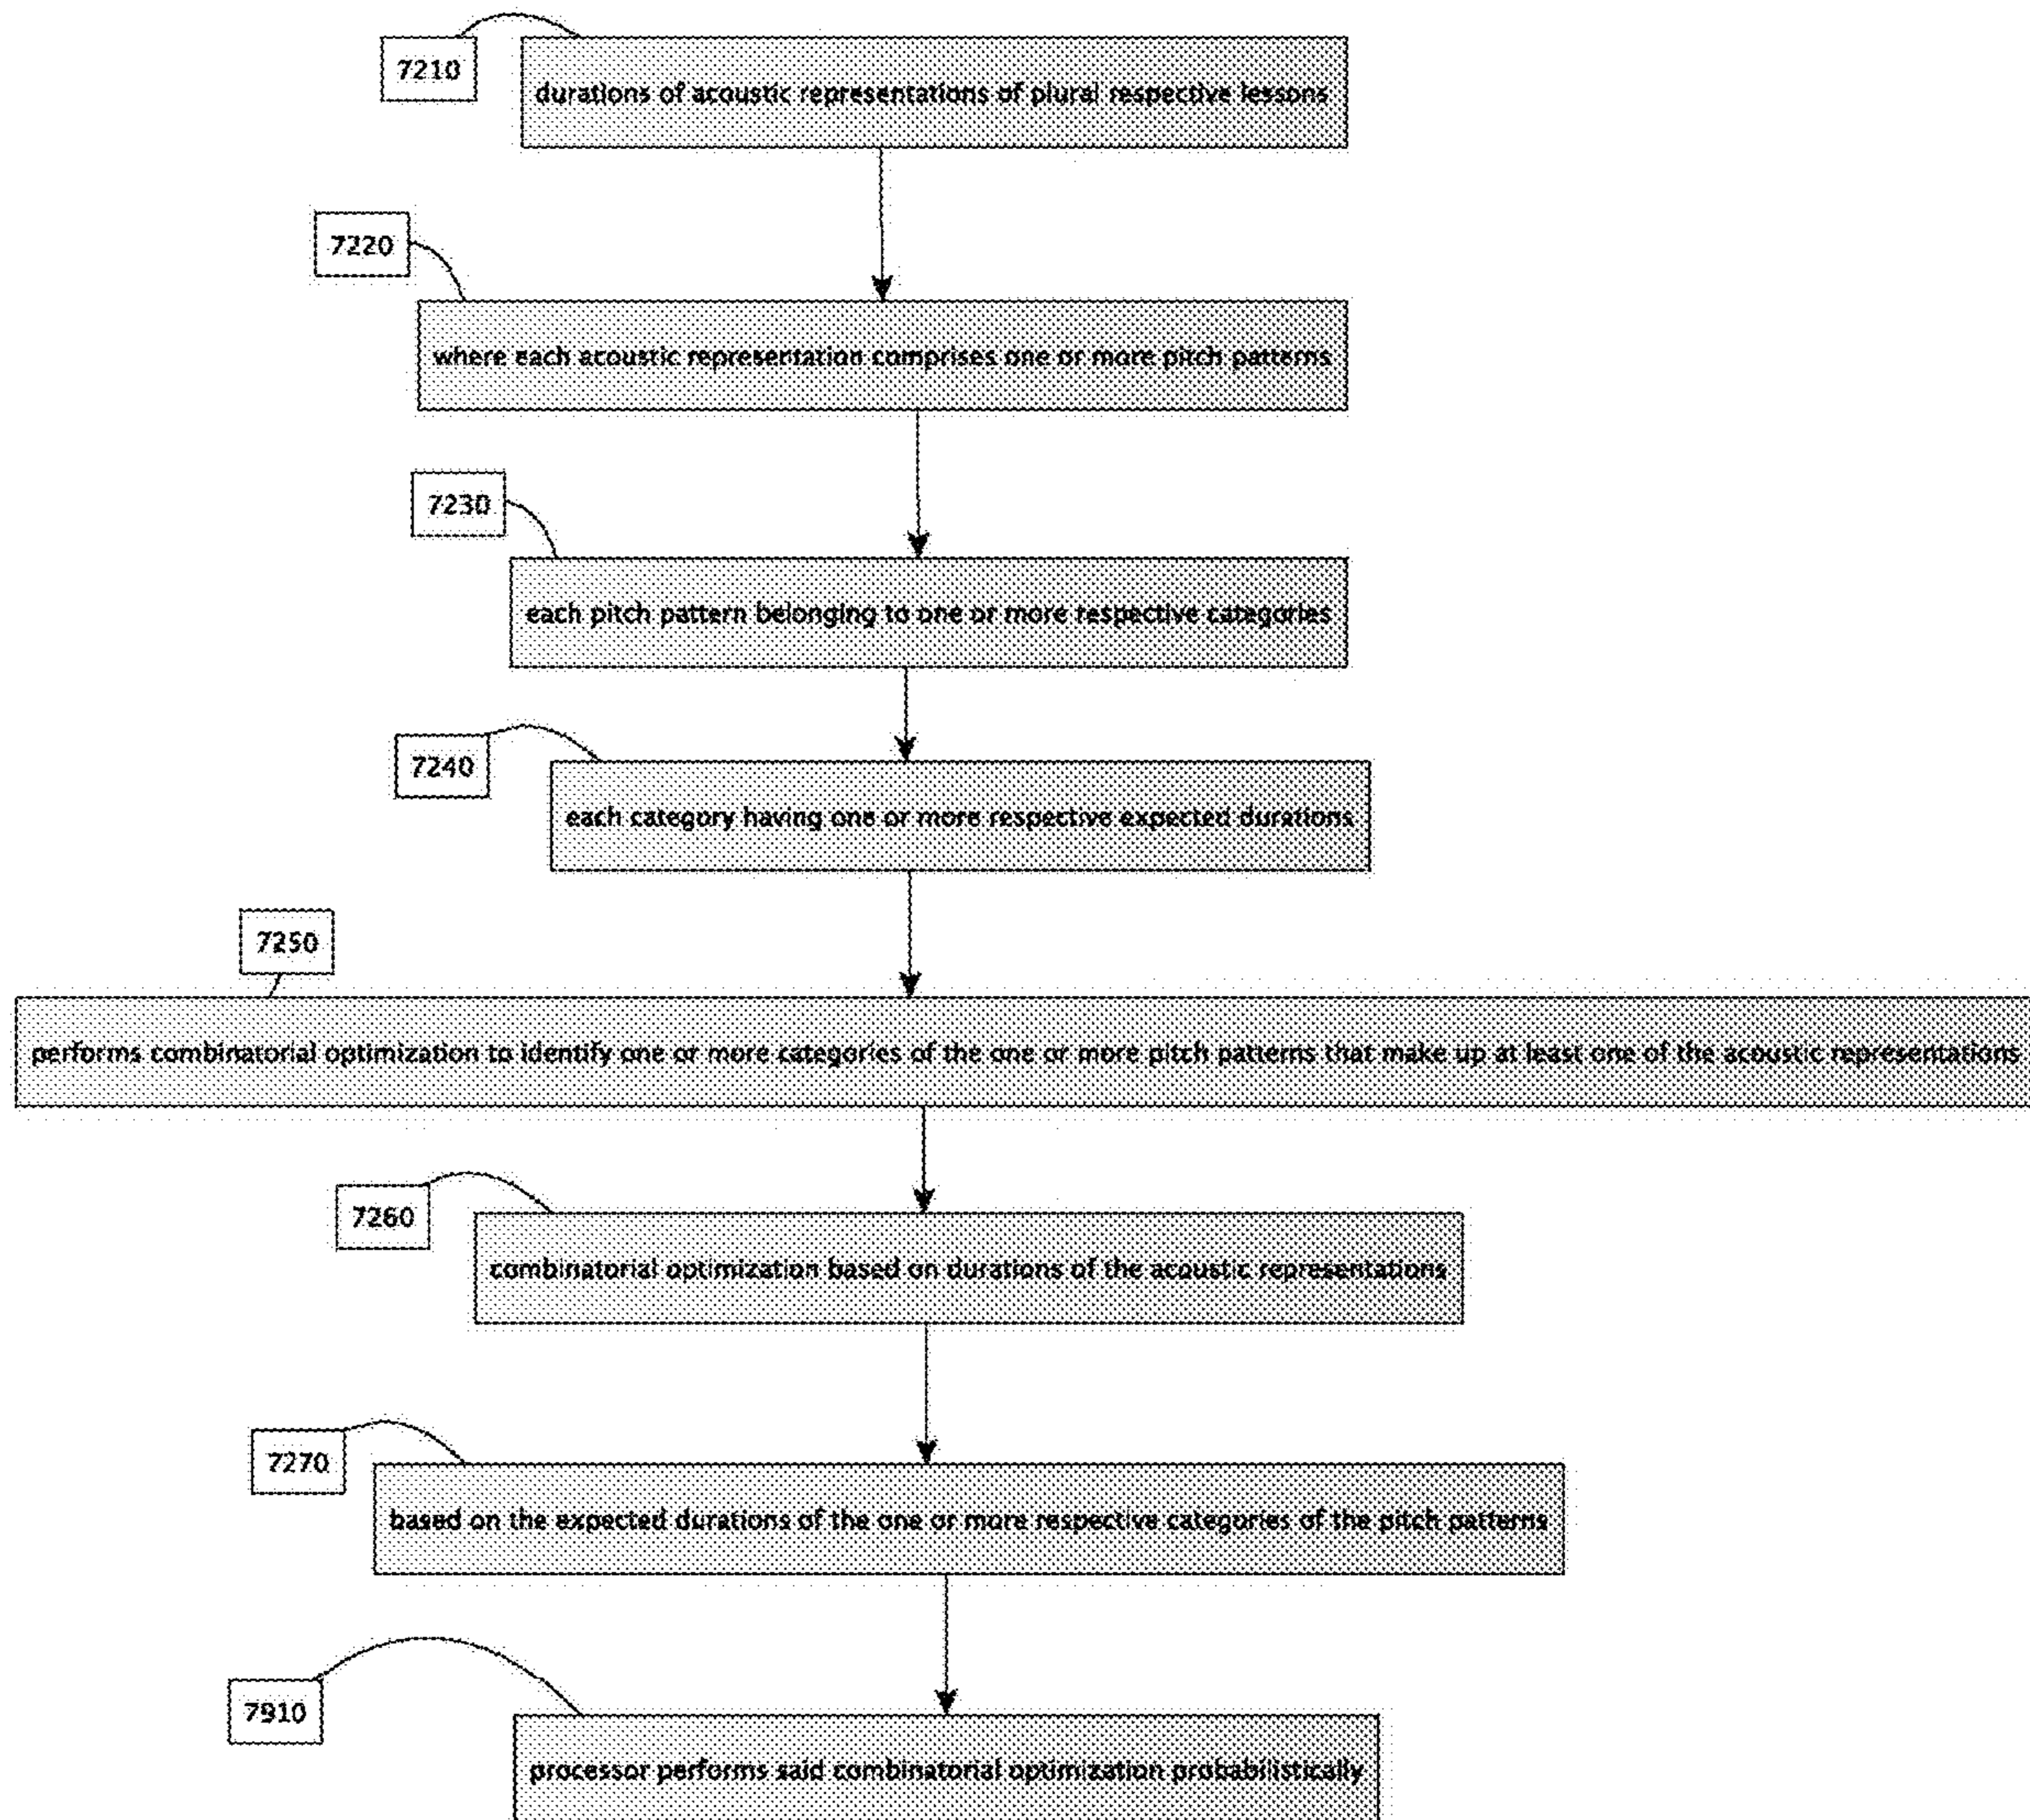 7210
durations of acoustic representations of plural respective lessons
7220
where each acoustic representation comprises one or more pitch patterns
7230
each pitch pattern belonging to one or more respective categories
7240
each category having one or more respective expected durations
7250
performs combinatorial optimization to identify one or more categories of the one or more pitch patterns that make up at least one of the acoustic representations
7260
combinatorial optimization based on durations of the acoustic representations
7270
based on the expected durations of the one or more respective categories of the pitch patterns
7910
processor performs said combinatorial optimization probabilistically